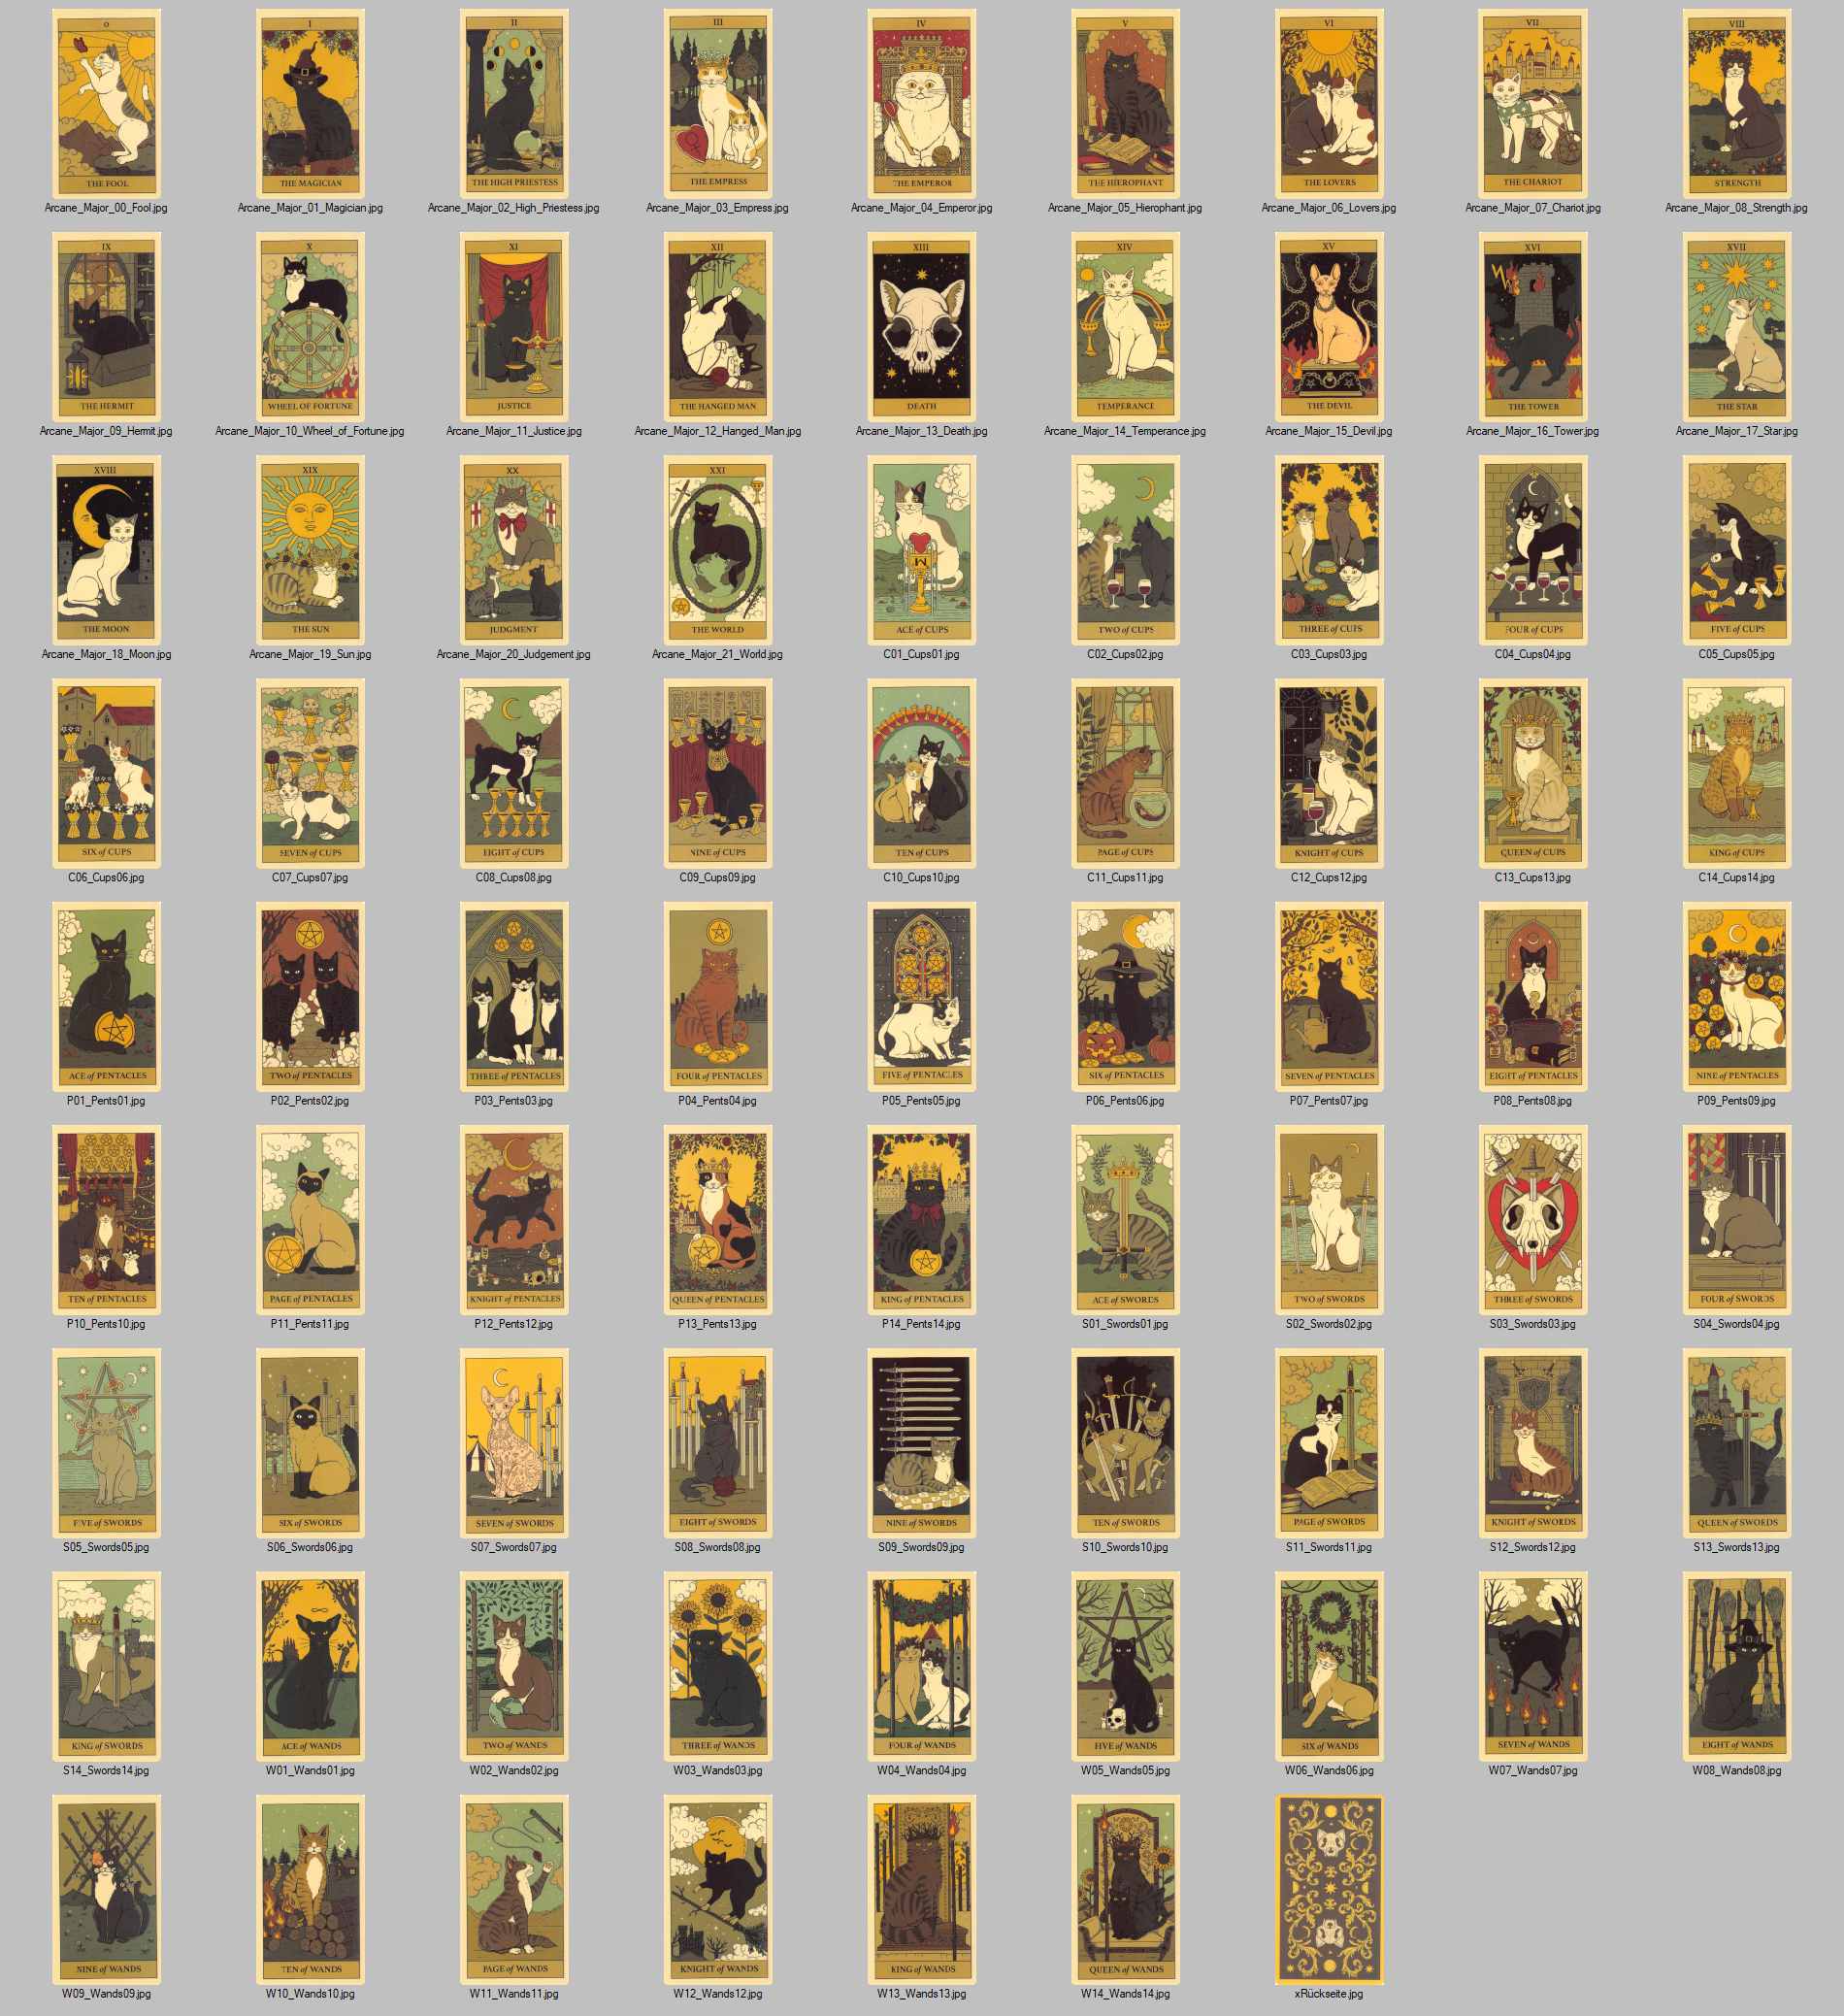 0 I II III IV V VI VII VIII
THE FOOL THE MAGICIAN THE HIGH PRIESTESS THE EMPRESS THE EMPEROR THE HIEROPHANT THE LOVERS THE CHARIOT STRENGTH
Arcane_Major_00_Fool.jpg Arcane_Major_01_Magician.jpg Arcane_Major_02_High_Priestess.jpg Arcane_Major_03_Empress.jpg Arcane_Major_04_Emperor.jpg Arcane_Major_05_Hierophant.jpg Arcane_Major_06_Lovers.jpg Arcane_Major_07_Chariot.jpg Arcane_Major_08_Strength.jpg
IX X XI XII XIII XIV XV XVI XVII
THE HERMIT WHEEL OF FORTUNE JUSTICE THE HANGED MAN DEATH TEMPERANCE THE DEVIL THE TOWER THE STAR
Arcane_Major_09_Hermit.jpg Arcane_Major_10_Wheel_of_Fortune.jpg Arcane_Major_11_Justice.jpg Arcane_Major_12_Hanged_Man.jpg Arcane_Major_13_Death.jpg Arcane_Major_14_Temperance.jpg Arcane_Major_15_Devil.jpg Arcane_Major_16_Tower.jpg Arcane_Major_17_Star.jpg
XVIII XIX XX XXI
THE MOON THE SUN JUDGMENT THE WORLD ACE of CUPS TWO of CUPS THREE of CUPS FOUR of CUPS FIVE of CUPS
Arcane_Major_18_Moon.jpg Arcane_Major_19_Sun.jpg Arcane_Major_20_Judgement.jpg Arcane_Major_21_World.jpg C01_Cups01.jpg C02_Cups02.jpg C03_Cups03.jpg C04_Cups04.jpg C05_Cups05.jpg
SIX of CUPS SEVEN of CUPS EIGHT of CUPS NINE of CUPS TEN of CUPS PAGE of CUPS KNIGHT of CUPS QUEEN of CUPS KING of CUPS
C06_Cups06.jpg C07_Cups07.jpg C08_Cups08.jpg C09_Cups09.jpg C10_Cups10.jpg C11_Cups11.jpg C12_Cups12.jpg C13_Cups13.jpg C14_Cups14.jpg
ACE of PENTACLES TWO of PENTACLES THREE of PENTACLES FOUR of PENTACLES FIVE of PENTACLES SIX of PENTACLES SEVEN of PENTACLES EIGHT of PENTACLES NINE of PENTACLES
P01_Pents01.jpg P02_Pents02.jpg P03_Pents03.jpg P04_Pents04.jpg P05_Pents05.jpg P06_Pents06.jpg P07_Pents07.jpg P08_Pents08.jpg P09_Pents09.jpg
TEN of PENTACLES PAGE of PENTACLES KNIGHT of PENTACLES QUEEN of PENTACLES KING of PENTACLES ACE of SWORDS TWO of SWORDS THREE of SWORDS FOUR of SWORDS
P10_Pents10.jpg P11_Pents11.jpg P12_Pents12.jpg P13_Pents13.jpg P14_Pents14.jpg S01_Swords01.jpg S02_Swords02.jpg S03_Swords03.jpg S04_Swords04.jpg
FIVE of SWORDS SIX of SWORDS SEVEN of SWORDS EIGHT of SWORDS NINE of SWORDS TEN of SWORDS PAGE of SWORDS KNIGHT of SWORDS QUEEN of SWORDS
S05_Swords05.jpg S06_Swords06.jpg S07_Swords07.jpg S08_Swords08.jpg S09_Swords09.jpg S10_Swords10.jpg S11_Swords11.jpg S12_Swords12.jpg S13_Swords13.jpg
KING of SWORDS ACE of WANDS TWO of WANDS THREE of WANDS FOUR of WANDS FIVE of WANDS SIX of WANDS SEVEN of WANDS EIGHT of WANDS
S14_Swords14.jpg W01_Wands01.jpg W02_Wands02.jpg W03_Wands03.jpg W04_Wands04.jpg W05_Wands05.jpg W06_Wands06.jpg W07_Wands07.jpg W08_Wands08.jpg
NINE of WANDS TEN of WANDS PAGE of WANDS KNIGHT of WANDS KING of WANDS QUEEN of WANDS
W09_Wands09.jpg W10_Wands10.jpg W11_Wands11.jpg W12_Wands12.jpg W13_Wands13.jpg W14_Wands14.jpg xRückseite.jpg